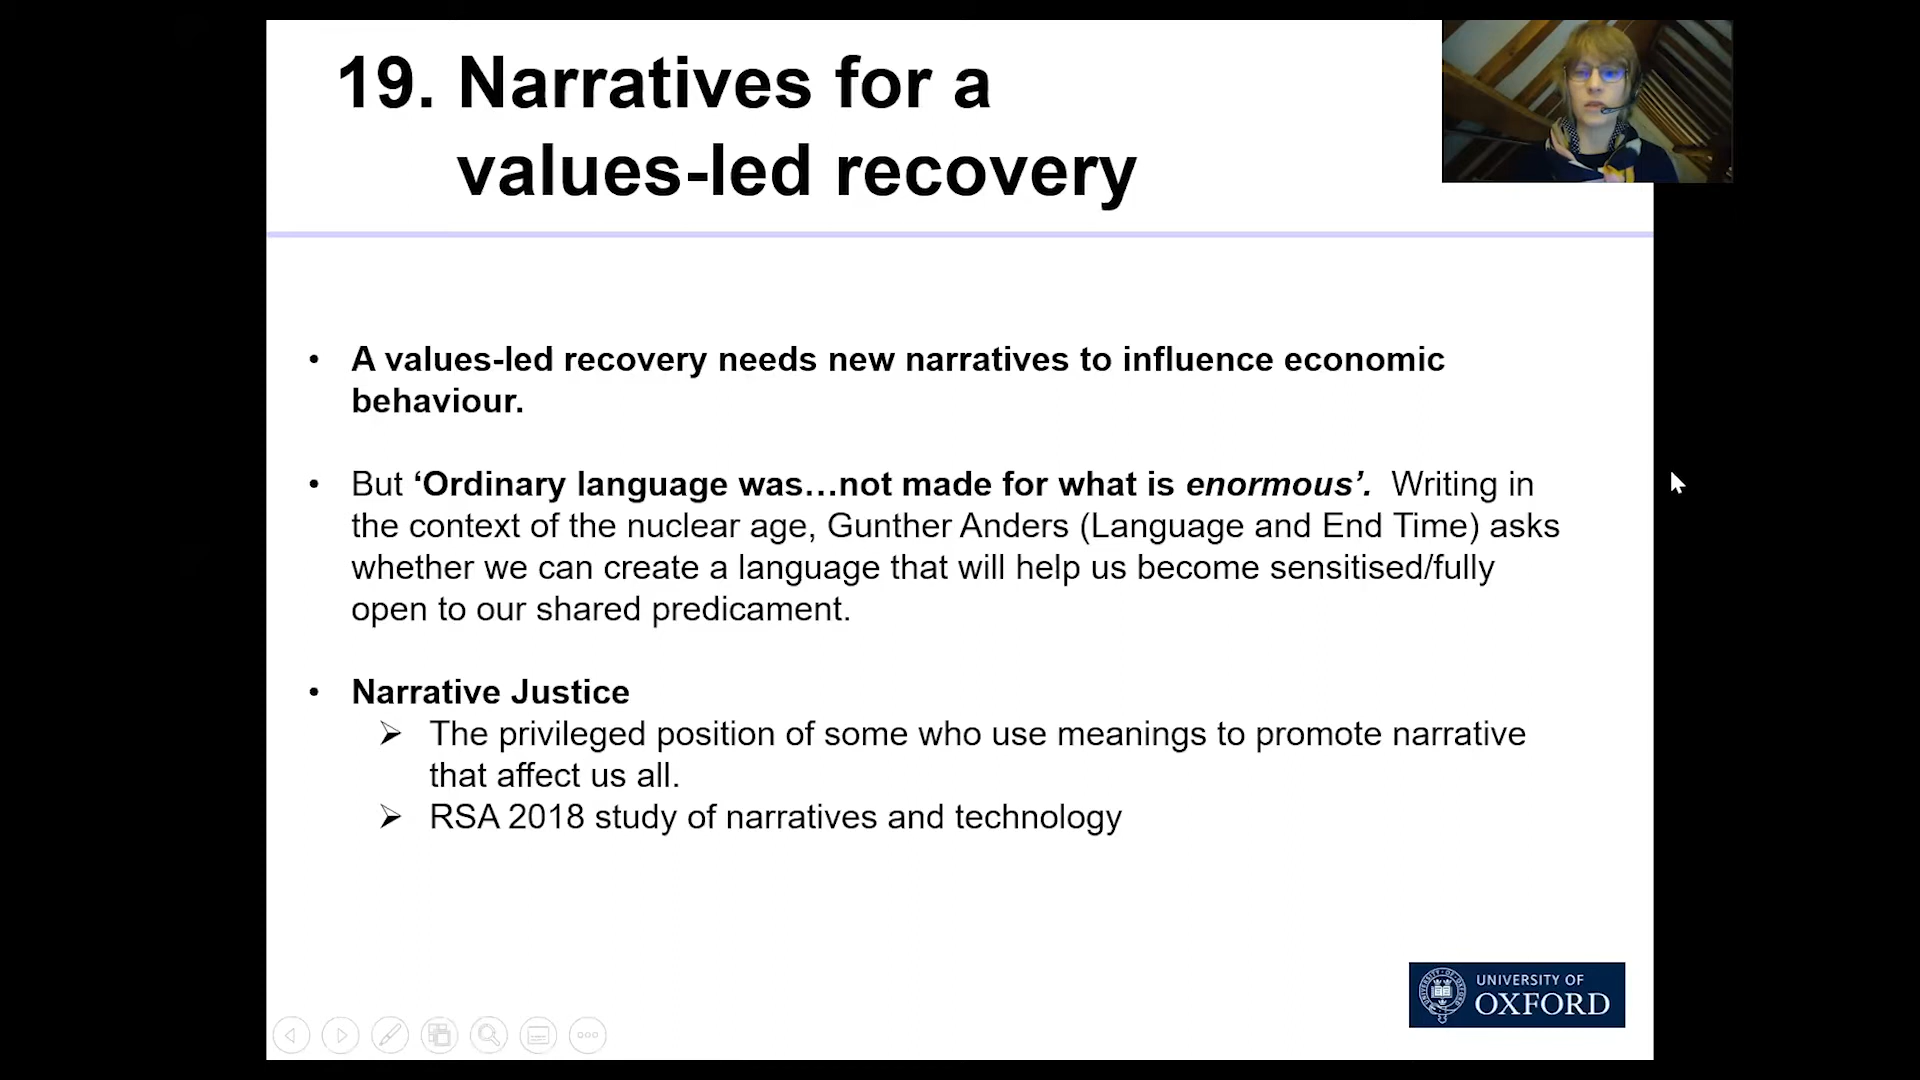 19. Narratives for a
values-led recovery
• A values-led recovery needs new narratives to influence economic
behaviour.
• But ‘Ordinary language was…not made for what is enormous’. Writing in
the context of the nuclear age, Gunther Anders (Language and End Time) asks
whether we can create a language that will help us become sensitised/fully
open to our shared predicament.
• Narrative Justice
➢ The privileged position of some who use meanings to promote narrative
that affect us all.
➢ RSA 2018 study of narratives and technology
UNIVERSITY OF
OXFORD